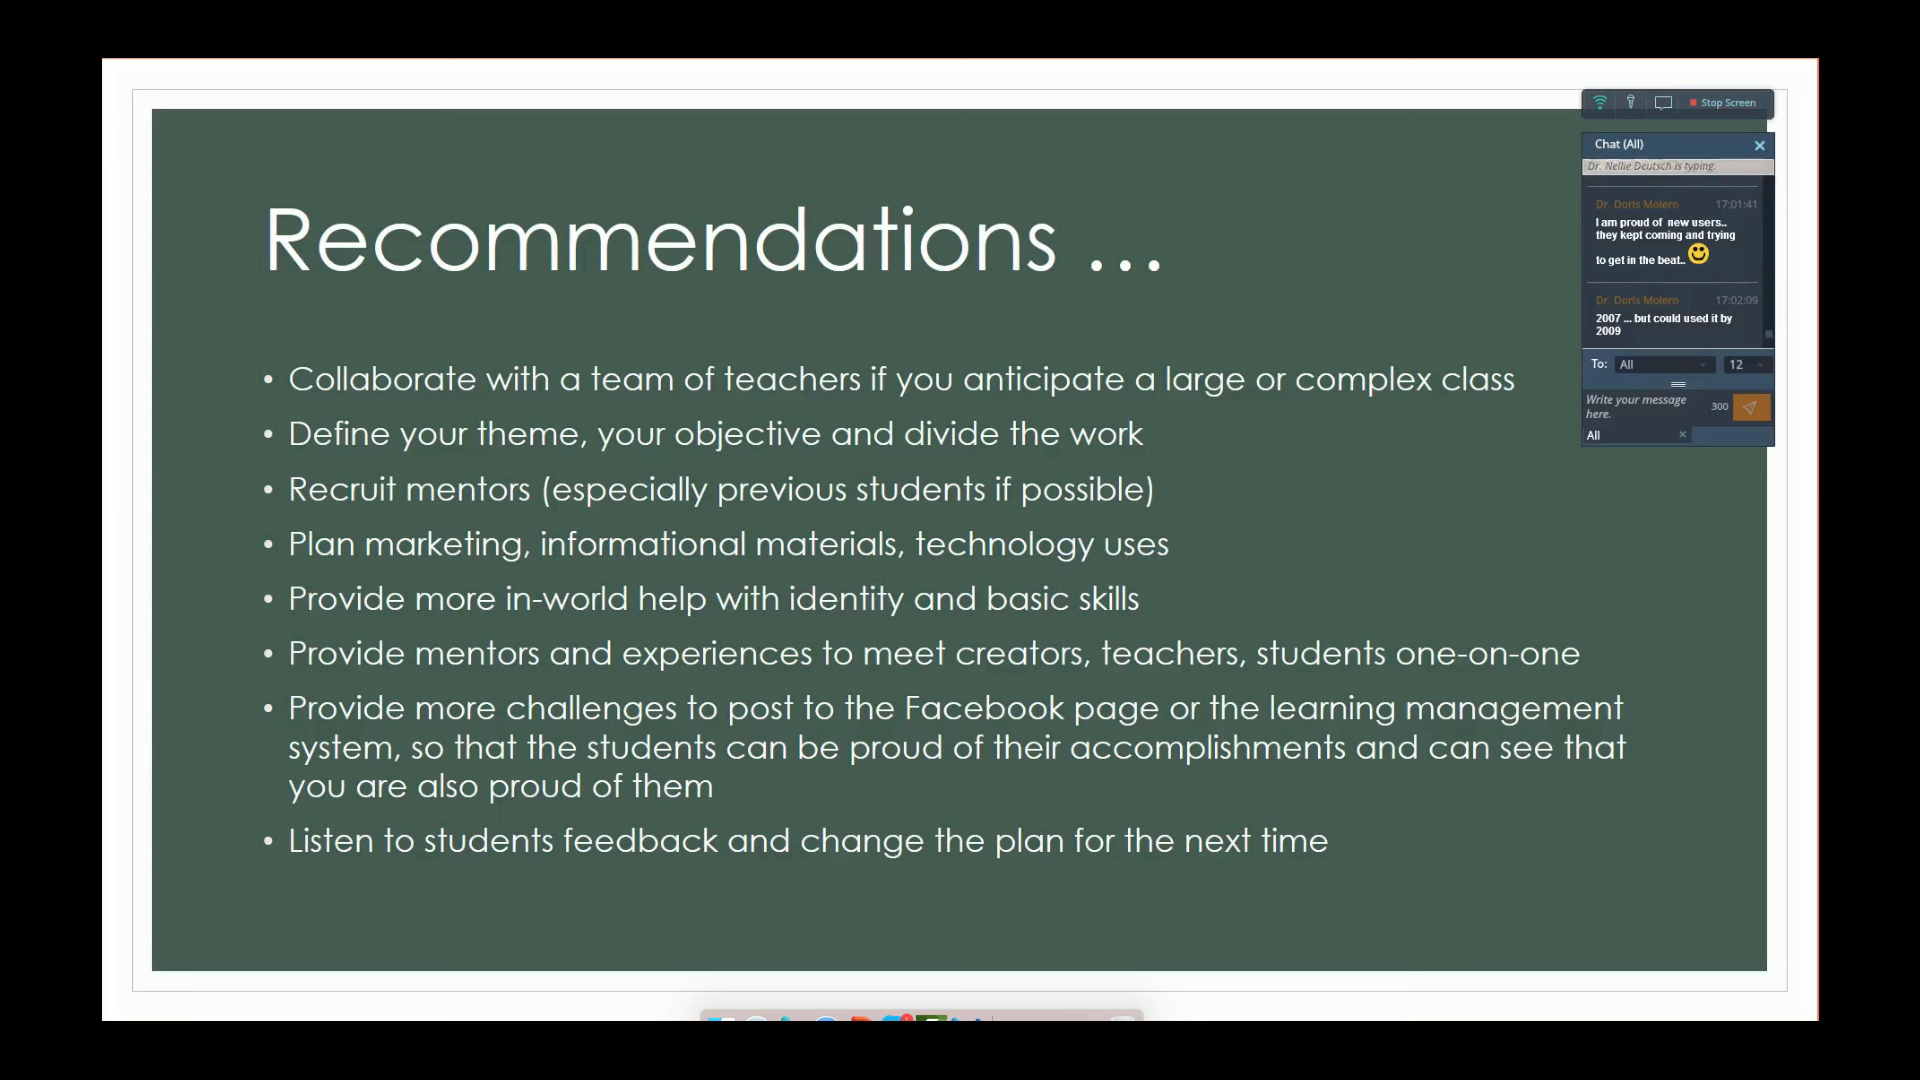 Recommendations ...
• Collaborate with a team of teachers if you anticipate a large or complex class
• Define your theme, your objective and divide the work
• Recruit mentors (especially previous students if possible)
• Plan marketing, informational materials, technology uses
• Provide more in-world help with identity and basic skills
• Provide mentors and experiences to meet creators, teachers, students one-on-one
• Provide more challenges to post to the Facebook page or the learning management
system, so that the students can be proud of their accomplishments and can see that
you are also proud of them
• Listen to students feedback and change the plan for the next time
Stop Screen
Chat (All)
Dr. Nellie Deutsch is typing.
Dr. Doris Molero 17:01:41
I am proud of new users..
they kept coming and trying
to get in the beat..
Dr. Doris Molero 17:02:09
2007 ... but could used it by
2009
To: All 12
Write your message
here. 300
All